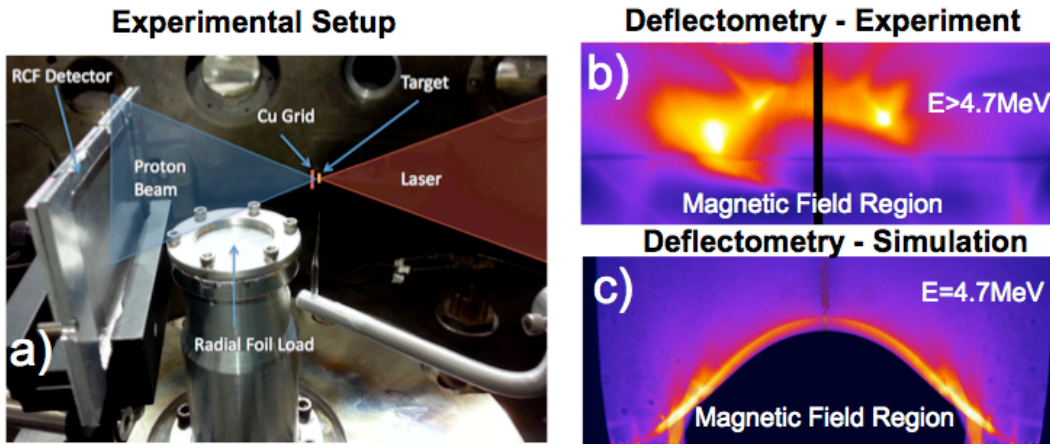 Experimental Setup
RCF Detector
Target
Cu Grid
Proton
Beam
Laser
Radial Foil Load
a)
Deflectometry - Experiment
b)
E>4.7MeV
Magnetic Field Region
Deflectometry - Simulation
c)
E=4.7MeV
Magnetic Field Region